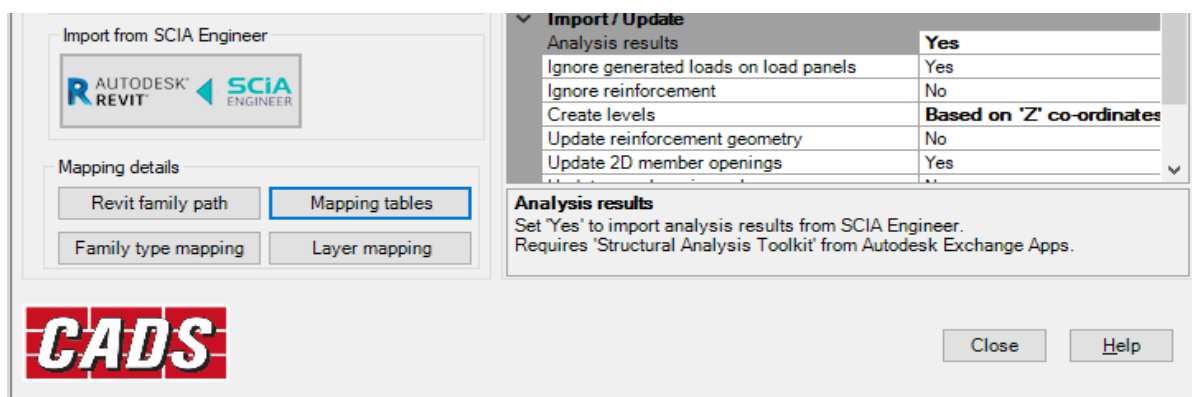 Import from SCIA Engineer
AUTODESK®
REVIT®
SCiA
ENGINEER
Mapping details
Revit family path
Mapping tables
Family type mapping
Layer mapping
Import / Update
Analysis results Yes
Ignore generated loads on load panels Yes
Ignore reinforcement No
Create levels Based on 'Z' co-ordinates
Update reinforcement geometry No
Update 2D member openings Yes
Analysis results
Set 'Yes' to import analysis results from SCIA Engineer.
Requires 'Structural Analysis Toolkit' from Autodesk Exchange Apps.
CADS
Close
Help